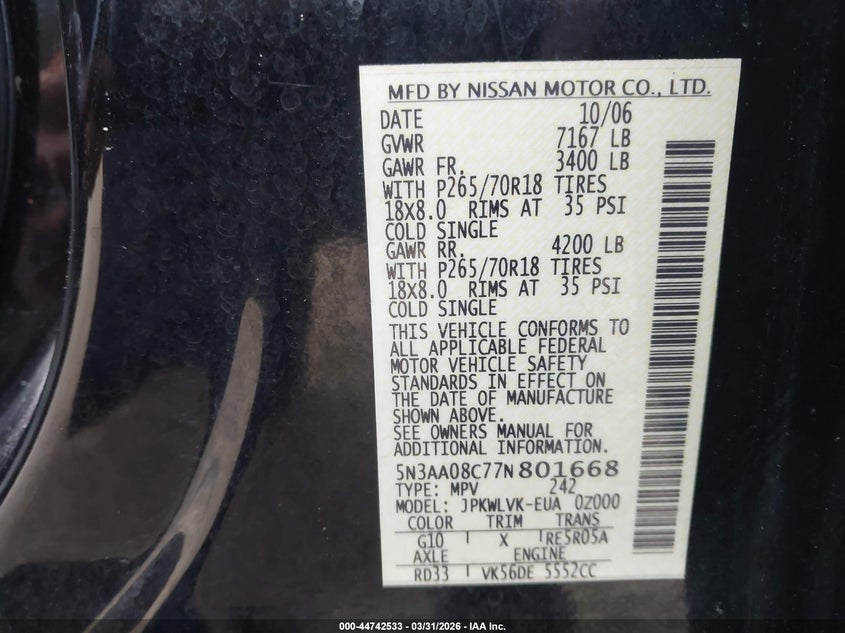 MFD BY NISSAN MOTOR CO., LTD.
DATE 10/06
GVWR 7167 LB
GAWR FR. 3400 LB
WITH P265/70R18 TIRES
18X8.0 RIMS AT 35 PSI
COLD SINGLE
GAWR RR. 4200 LB
WITH P265/70R18 TIRES
18X8.0 RIMS AT 35 PSI
COLD SINGLE
THIS VEHICLE CONFORMS TO
ALL APPLICABLE FEDERAL
MOTOR VEHICLE SAFETY
STANDARDS IN EFFECT ON
THE DATE OF MANUFACTURE
SHOWN ABOVE.
SEE OWNERS MANUAL FOR
ADDITIONAL INFORMATION.
5N3AA08C77N801668
TYPE: MPV 242
MODEL: JPKWLVK-EUA 0Z000
COLOR TRIM TRANS
G10 X RE5R05A
AXLE ENGINE
RD33 VK56DE 5552CC
000-44742533 - 03/31/2026 - IAA Inc.